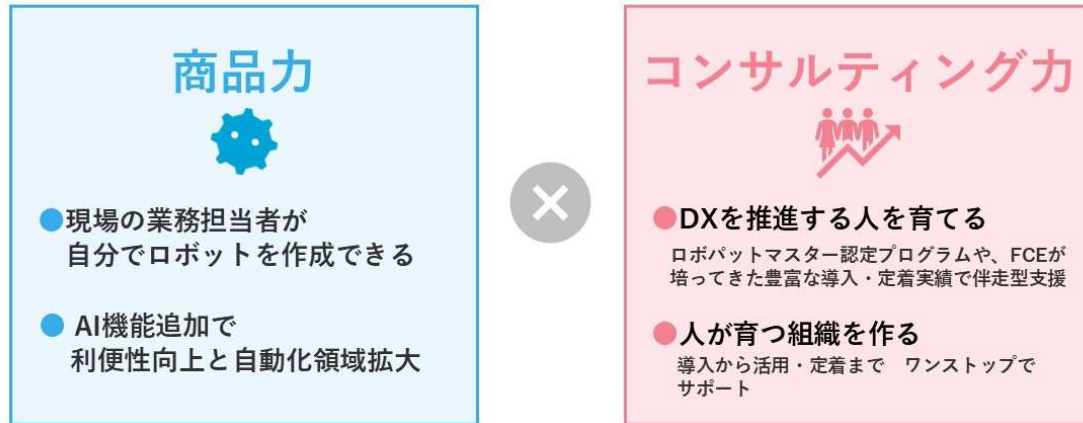 商品力
●現場の業務担当者が
自分でロボットを作成できる
● AI機能追加で
利便性向上と自動化領域拡大
×
コンサルティング力
●DXを推進する人を育てる
ロボパットマスター認定プログラムや、FCEが
培ってきた豊富な導入・定着実績で伴走型支援
●人が育つ組織を作る
導入から活用・定着まで　ワンストップで
サポート